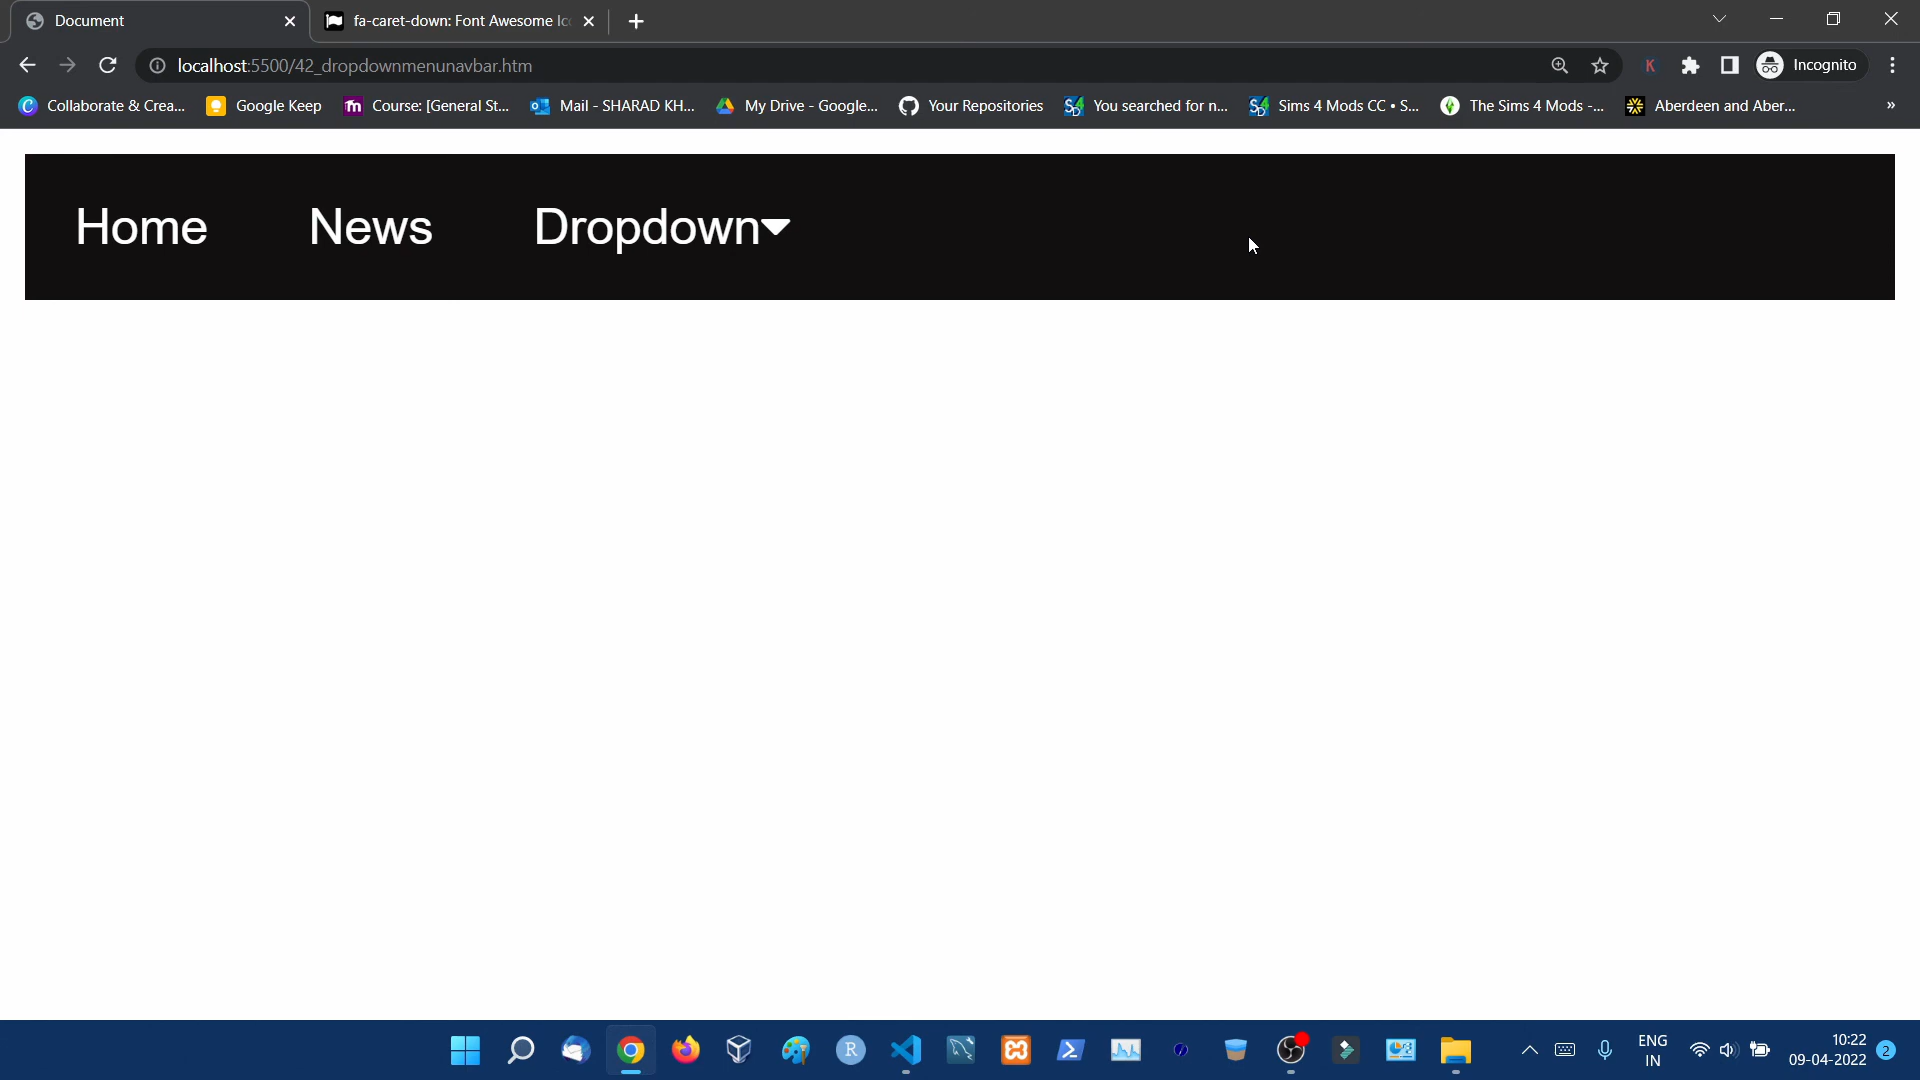 Document
fa-caret-down: Font Awesome Ic
localhost:5500/42_dropdownmenunavbar.htm
Incognito
Collaborate & Crea...
Google Keep
Course: [General St...
Mail - SHARAD KH...
My Drive - Google...
Your Repositories
You searched for n...
Sims 4 Mods CC • S...
The Sims 4 Mods -...
Aberdeen and Aber...
»
Home News Dropdown
ENG
IN
10:22
09-04-2022
2